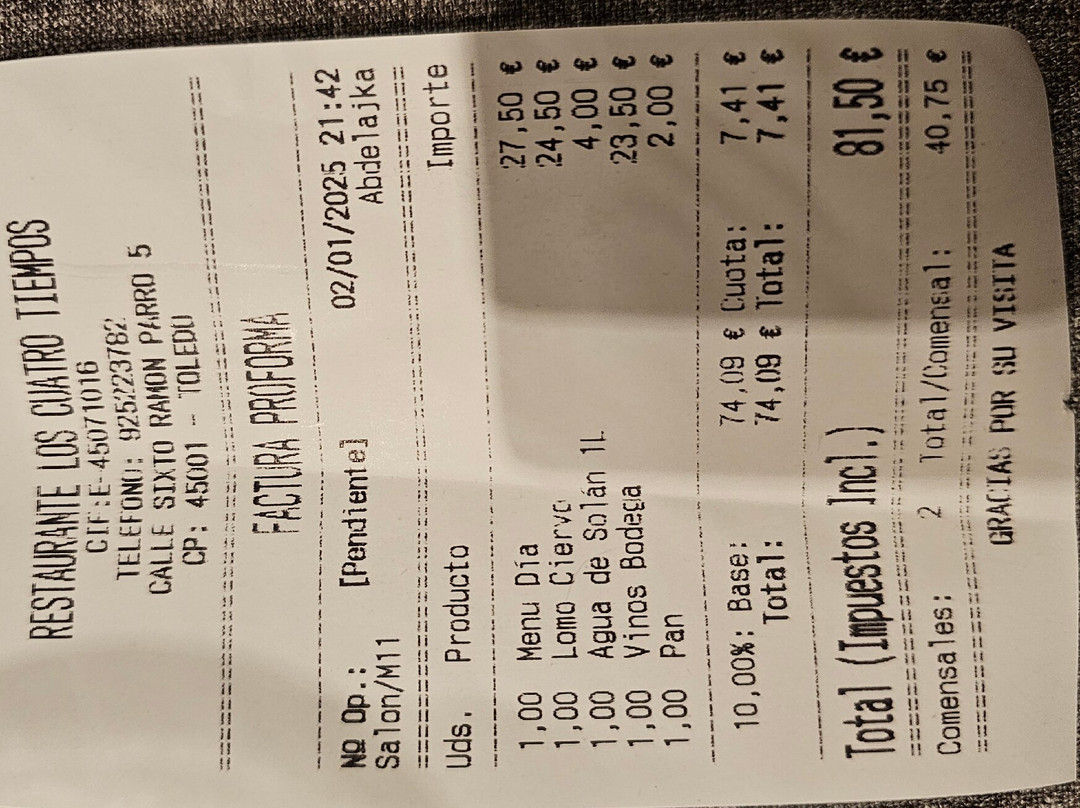 RESTAURANTE LOS CUATRO TIEMPOS
CIF:E-45071016
TELEFONO: 925223782
CALLE SIXTO RAMON PARRO 5
CP: 45001 - TOLEDO
FACTURA PROFORMA
Nº Op.: [Pendiente] 02/01/2025 21:42
Salon/M11 Abdelajka
Uds. Producto Importe
1,00 Menu Día 27,50 €
1,00 Lomo Ciervo 24,50 €
1,00 Agua de Solán 1L 4,00 €
1,00 Vinos Bodega 23,50 €
1,00 Pan 2,00 €
10,00%: Base: 74,09 € Cuota: 7,41 €
Total: 74,09 € Total: 7,41 €
Total (Impuestos Incl.) 81,50 €
Comensales: 2 Total/Comensal: 40,75 €
GRACIAS POR SU VISITA